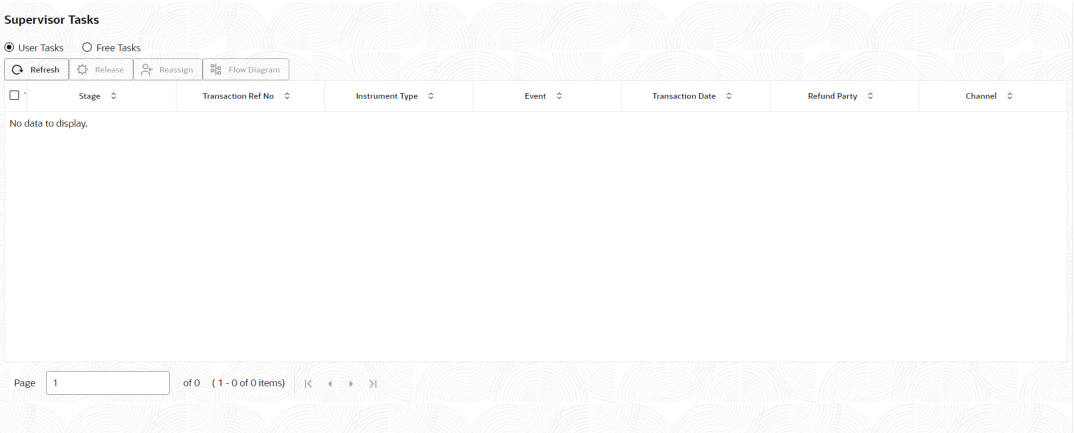 Supervisor Tasks
User Tasks Free Tasks
Refresh Release Reassign Flow Diagram
Stage Transaction Ref No Instrument Type Event Transaction Date Refund Party Channel
No data to display.
Page 1 of 0 ( 1 - 0 of 0 items)